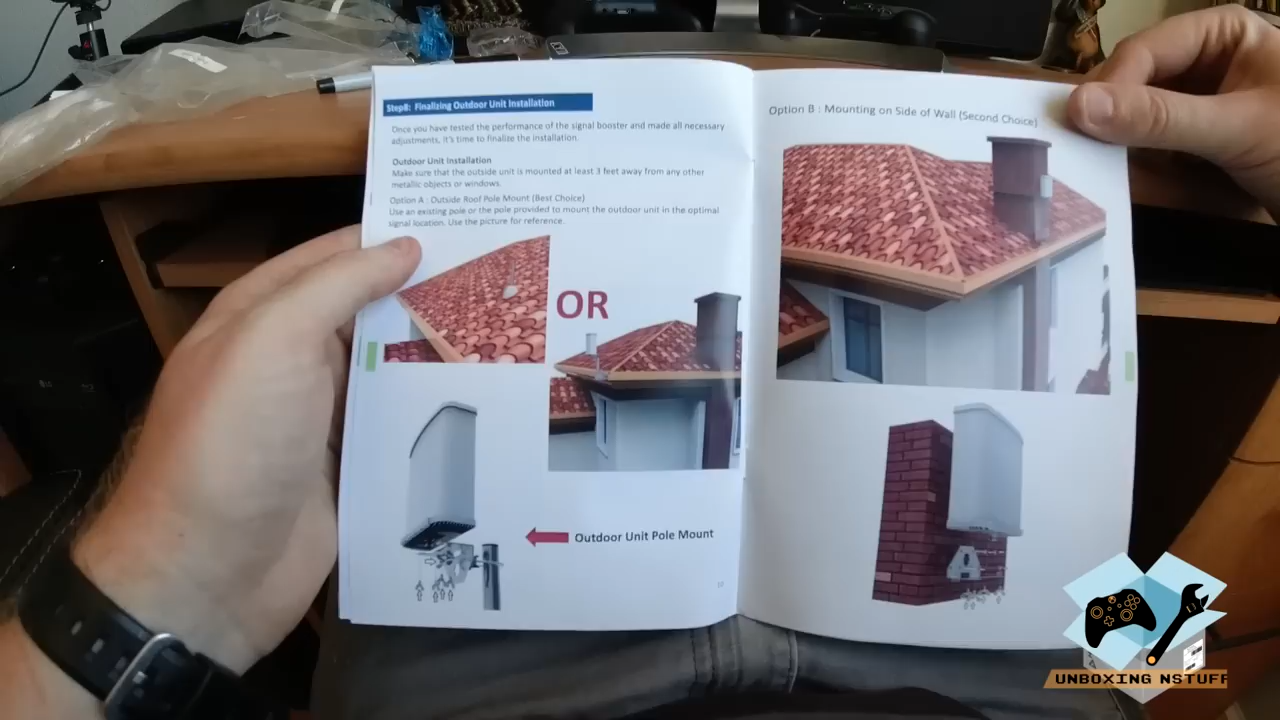 Step8: Finalizing Outdoor Unit Installation
Once you have tested the performance of the signal booster and made all necessary
adjustments, it's time to finalize the installation.
Outdoor Unit Installation
Make sure that the outside unit is mounted at least 3 feet away from any other
metallic objects or windows.
Option A : Outside Roof Pole Mount (Best Choice)
Use an existing pole or the pole provided to mount the outdoor unit in the optimal
signal location. Use the picture for reference.
OR
Outdoor Unit Pole Mount
Option B : Mounting on Side of Wall (Second Choice)
UNBOXING NSTUFF